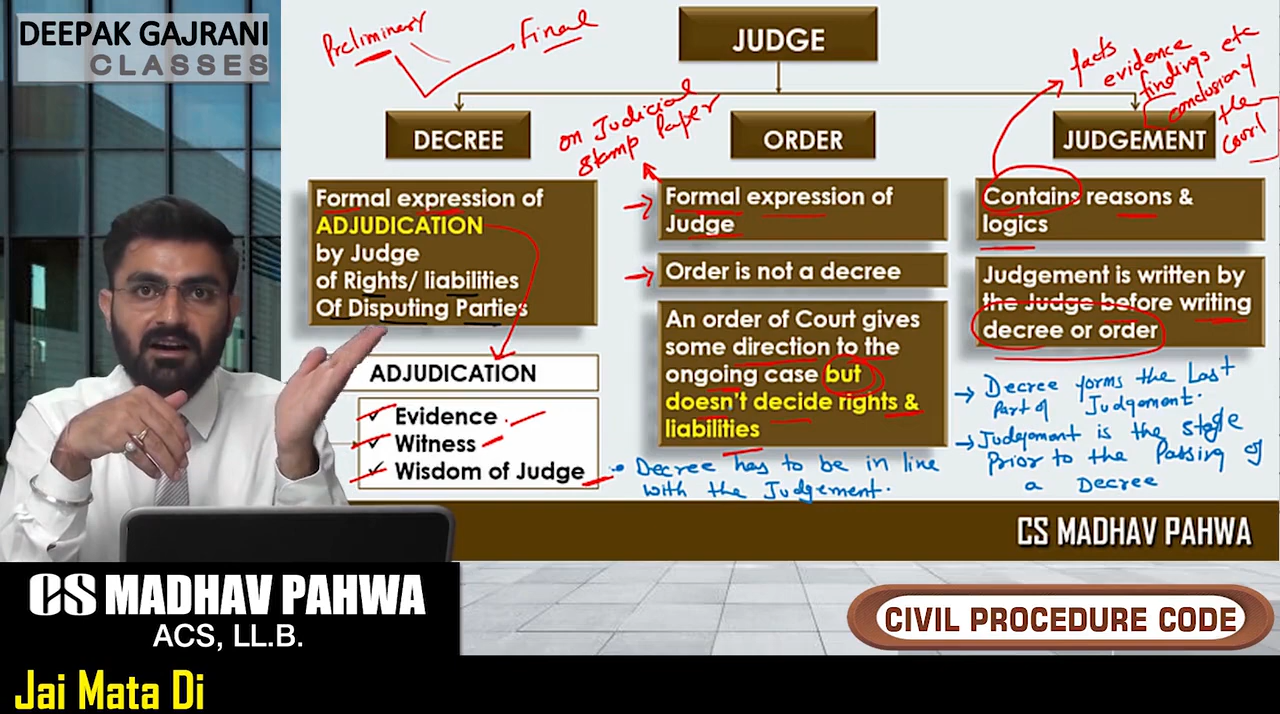 DEEPAK GAJRANI
CLASSES
Preliminary
Final
JUDGE
facts
evidence
findings etc
conclusion y
the
court
DECREE
on Judicial
Stamp Paper
ORDER
JUDGEMENT
Formal expression of
ADJUDICATION
by Judge
of Rights/ liabilities
Of Disputing Parties
ADJUDICATION
✓ Evidence
✓ Witness
✓ Wisdom of Judge
Formal expression of
Judge
Order is not a decree
An order of Court gives
some direction to the
ongoing case but
doesn't decide rights &
liabilities
Decree has to be in line
with the Judgement.
Contains reasons &
logics
Judgement is written by
the Judge before writing
decree or order
→ Decree forms the Last
Part of Judgement.
→ Judgement is the Stage
Prior to the Passing of
a Decree
CS MADHAV PAHWA
CS MADHAV PAHWA
ACS, LL.B.
CIVIL PROCEDURE CODE
Jai Mata Di